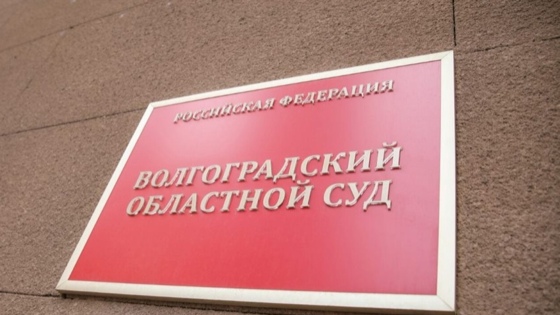 РОССИЙСКАЯ ФЕДЕРАЦИЯ
ВОЛГОГРАДСКИЙ
ОБЛАСТНОЙ СУД